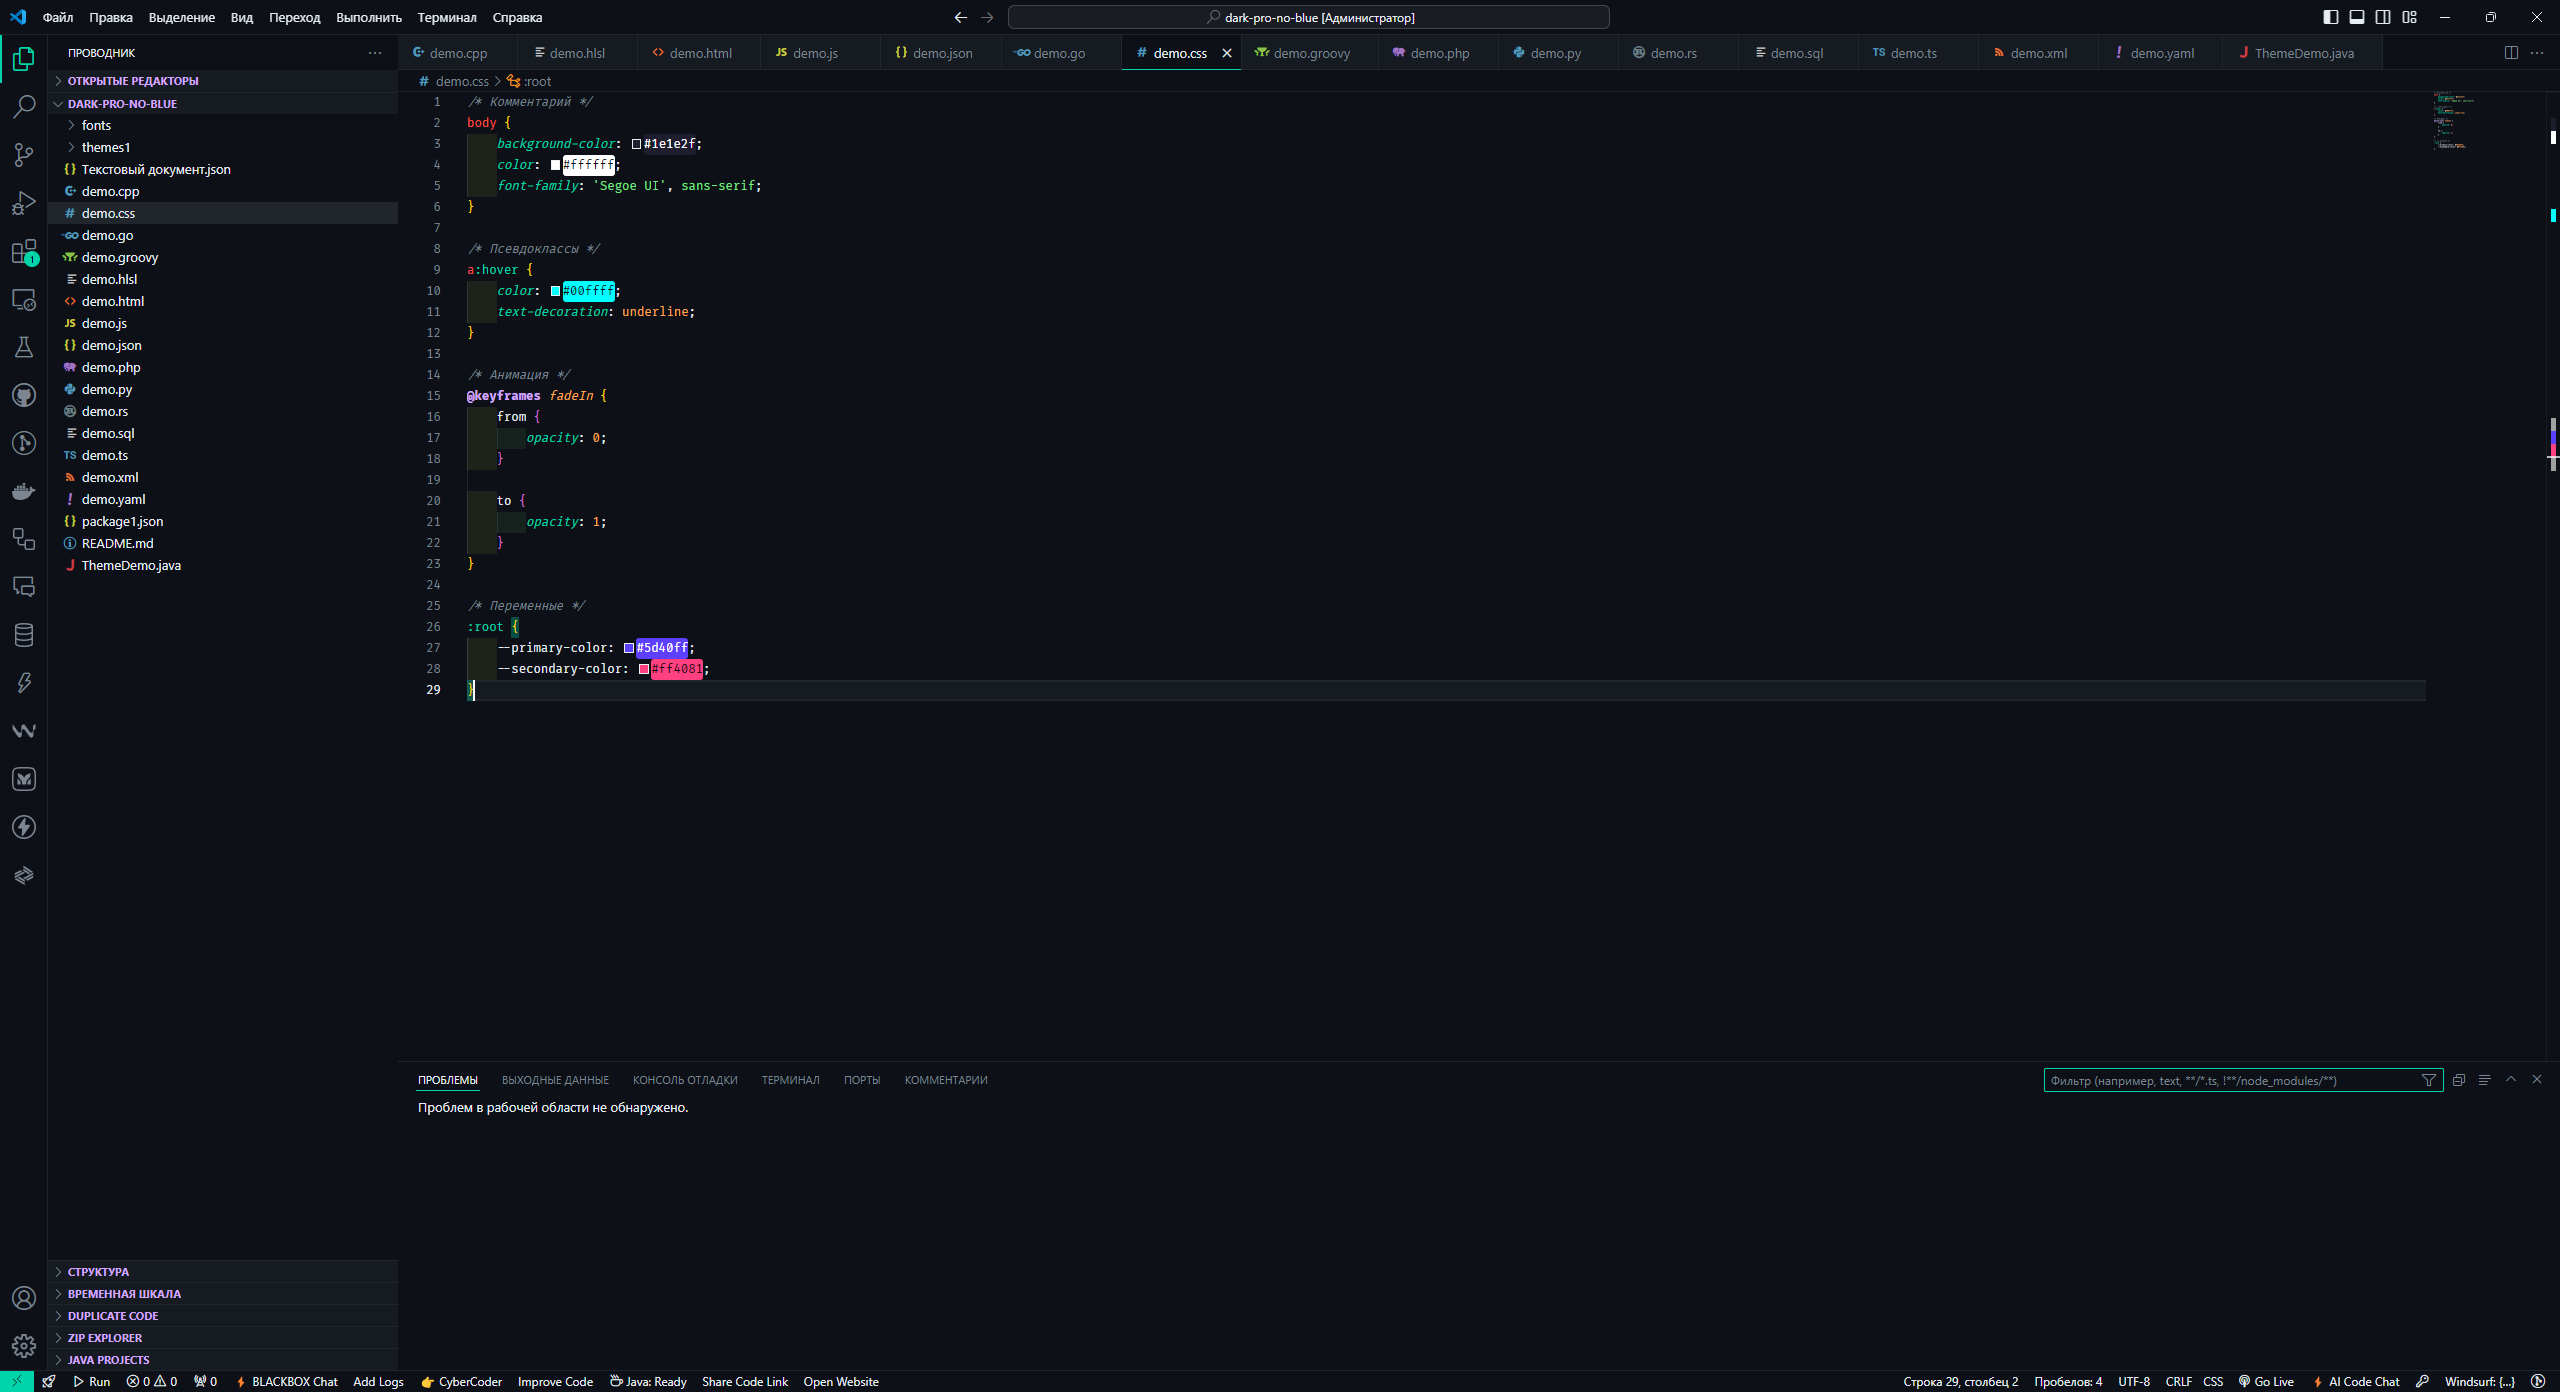 Файл Правка Выделение Вид Переход Выполнить Терминал Справка
dark-pro-no-blue [Администратор]
ПРОВОДНИК
ОТКРЫТЫЕ РЕДАКТОРЫ
DARK-PRO-NO-BLUE
fonts
themes1
Текстовый документ.json
demo.cpp
demo.css
demo.go
demo.groovy
demo.hlsl
demo.html
demo.js
demo.json
demo.php
demo.py
demo.rs
demo.sql
demo.ts
demo.xml
demo.yaml
package1.json
README.md
ThemeDemo.java
СТРУКТУРА
ВРЕМЕННАЯ ШКАЛА
DUPLICATE CODE
ZIP EXPLORER
JAVA PROJECTS
demo.cpp demo.hlsl demo.html demo.js demo.json demo.go demo.css demo.groovy demo.php demo.py demo.rs demo.sql demo.ts demo.xml demo.yaml ThemeDemo.java
# demo.css > :root
1 /* Комментарий */
2 body {
3 background-color: #1e1e2f;
4 color: #ffffff;
5 font-family: 'Segoe UI', sans-serif;
6 }
7
8 /* Псевдоклассы */
9 a:hover {
10 color: #00ffff;
11 text-decoration: underline;
12 }
13
14 /* Анимация */
15 @keyframes fadeIn {
16 from {
17 opacity: 0;
18 }
19
20 to {
21 opacity: 1;
22 }
23 }
24
25 /* Переменные */
26 :root {
27 --primary-color: #5d40ff;
28 --secondary-color: #ff4081;
29 }
ПРОБЛЕМЫ ВЫХОДНЫЕ ДАННЫЕ КОНСОЛЬ ОТЛАДКИ ТЕРМИНАЛ ПОРТЫ КОММЕНТАРИИ
Фильтр (например, text, **/*.ts, !**/node_modules/**)
Проблем в рабочей области не обнаружено.
Run 0 0 0 BLACKBOX Chat Add Logs CyberCoder Improve Code Java: Ready Share Code Link Open Website
Строка 29, столбец 2 Пробелов: 4 UTF-8 CRLF CSS Go Live AI Code Chat Windsurf: {...}